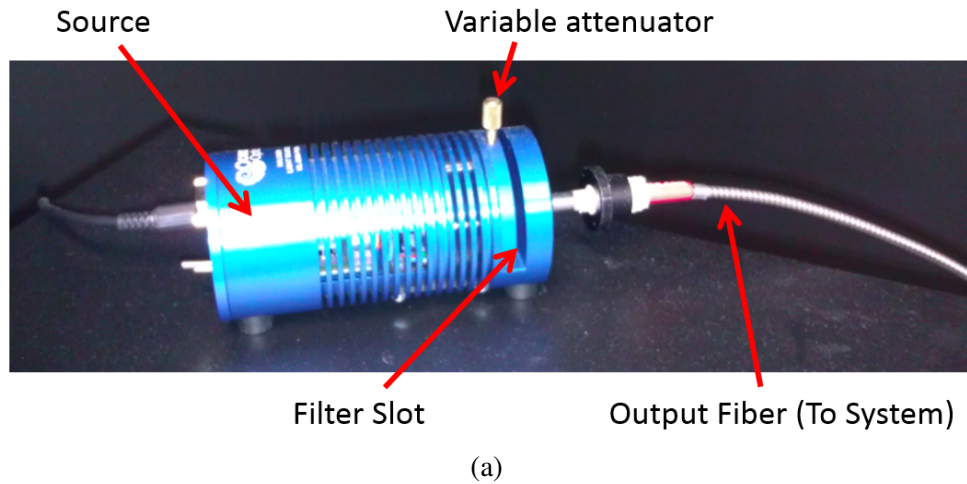 Source
Variable attenuator
Filter Slot
Output Fiber (To System)
(a)